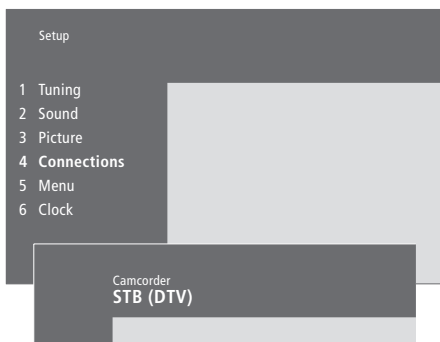 Setup
1 Tuning
2 Sound
3 Picture
4 Connections
5 Menu
6 Clock
Camcorder
STB (DTV)